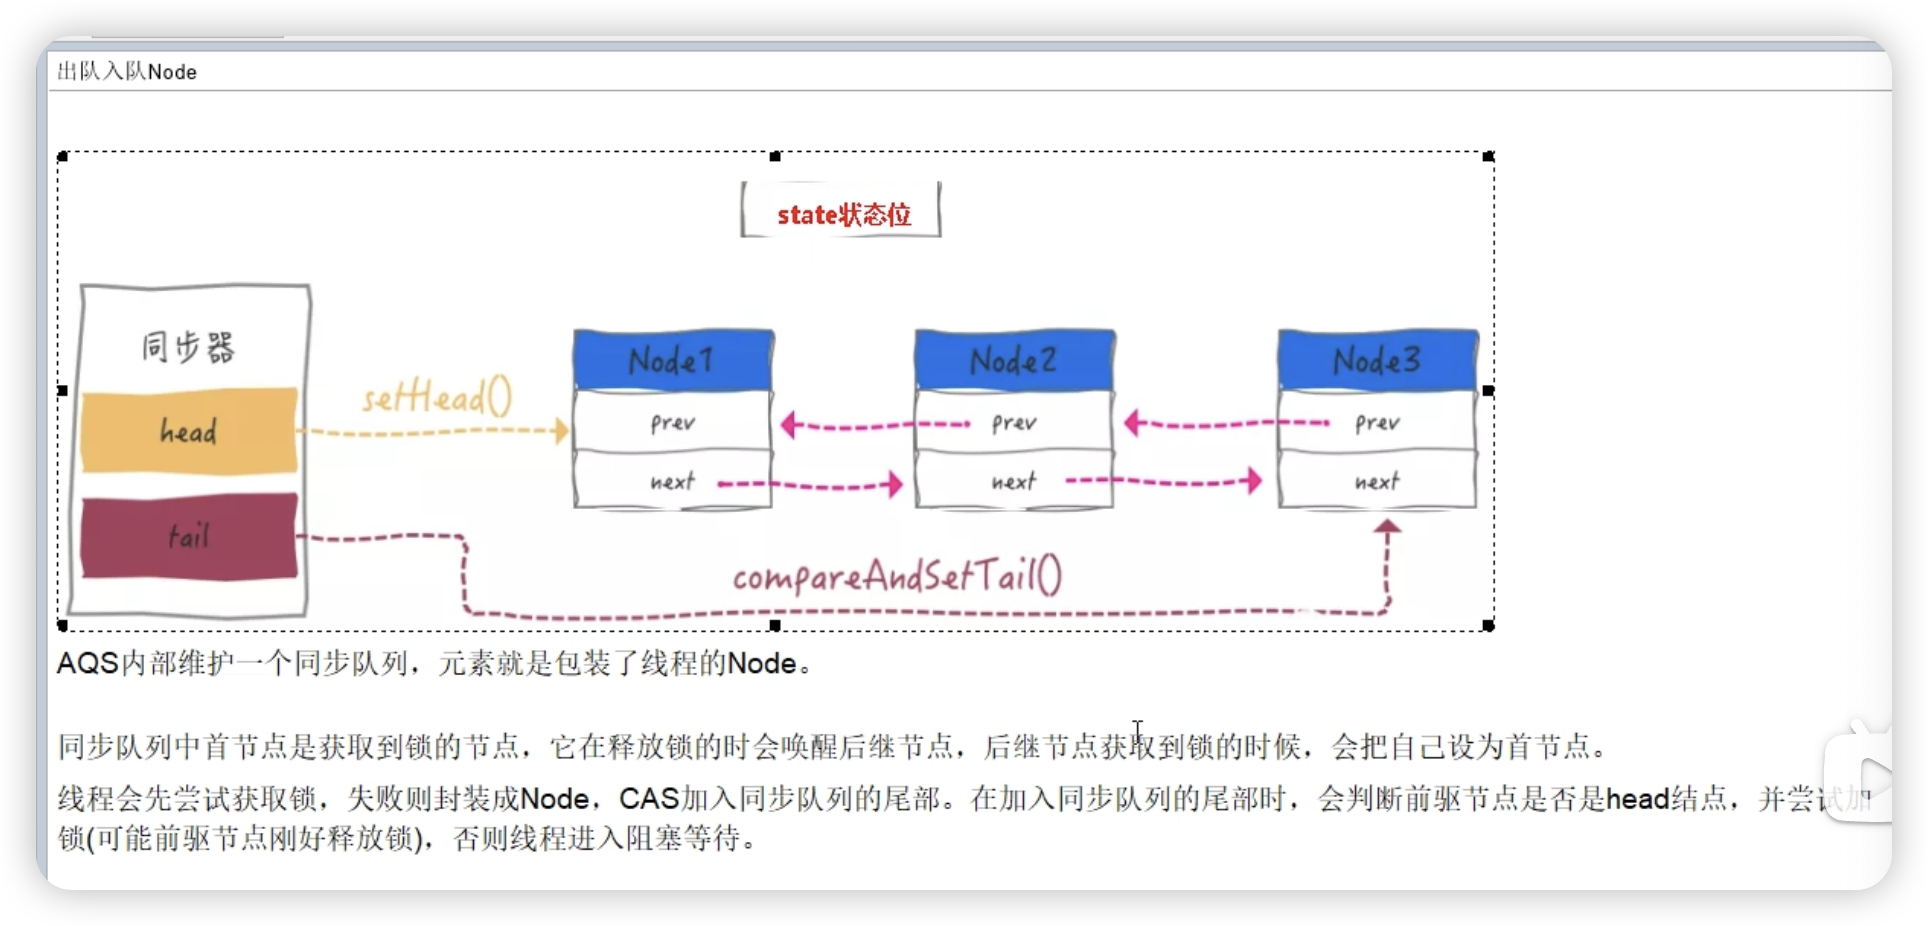 出队入队Node
state状态位
同步器
head
tail
setHead()
Node1
prev
next
Node2
prev
next
Node3
prev
next
compareAndSetTail()
AQS内部维护一个同步队列，元素就是包装了线程的Node。
同步队列中首节点是获取到锁的节点，它在释放锁的时会唤醒后继节点，后继节点获取到锁的时候，会把自己设为首节点。
线程会先尝试获取锁，失败则封装成Node，CAS加入同步队列的尾部。在加入同步队列的尾部时，会判断前驱节点是否是head结点，并尝试加
锁(可能前驱节点刚好释放锁)，否则线程进入阻塞等待。